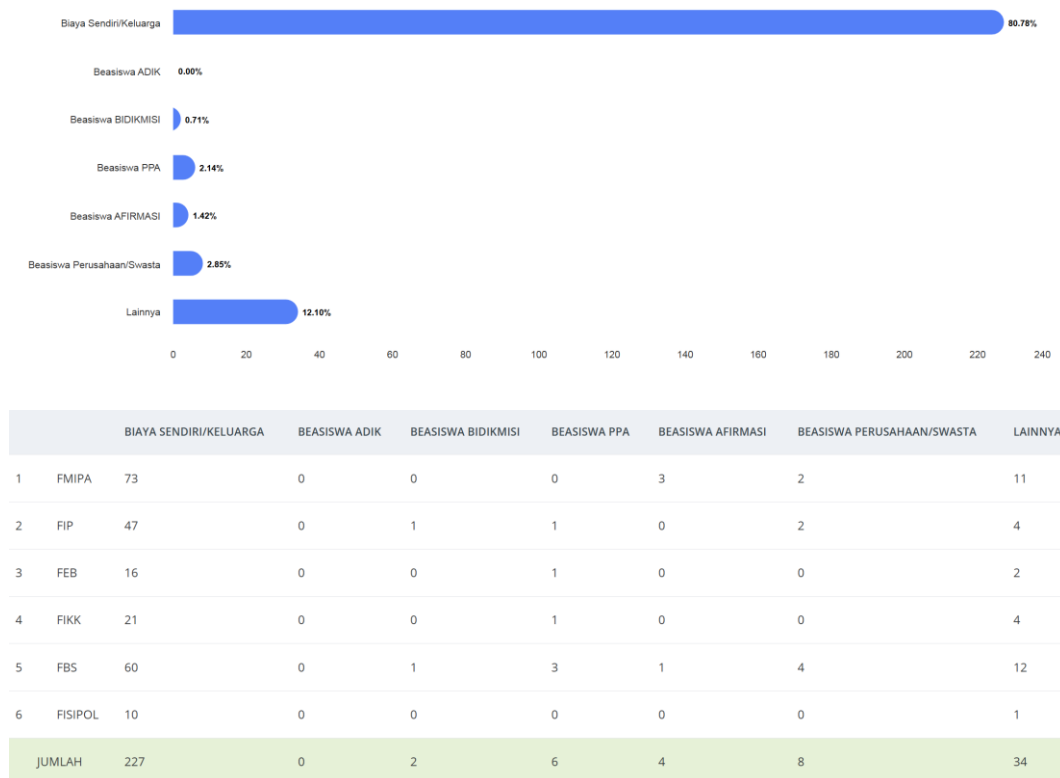 Biaya Sendiri/Keluarga 80.78%
Beasiswa ADIK 0.00%
Beasiswa BIDIKMISI 0.71%
Beasiswa PPA 2.14%
Beasiswa AFIRMASI 1.42%
Beasiswa Perusahaan/Swasta 2.85%
Lainnya 12.10%
0 20 40 60 80 100 120 140 160 180 200 220 240
BIAYA SENDIRI/KELUARGA BEASISWA ADIK BEASISWA BIDIKMISI BEASISWA PPA BEASISWA AFIRMASI BEASISWA PERUSAHAAN/SWASTA LAINNYA
1 FMIPA 73 0 0 0 3 2 11
2 FIP 47 0 1 1 0 2 4
3 FEB 16 0 0 1 0 0 2
4 FIKK 21 0 0 1 0 0 4
5 FBS 60 0 1 3 1 4 12
6 FISIPOL 10 0 0 0 0 0 1
JUMLAH 227 0 2 6 4 8 34